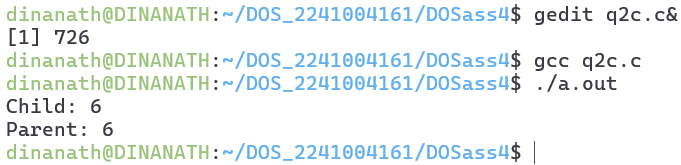 dinanath@DINANATH:~/DOS_2241004161/DOSass4$ gedit q2c.c&
[1] 726
dinanath@DINANATH:~/DOS_2241004161/DOSass4$ gcc q2c.c
dinanath@DINANATH:~/DOS_2241004161/DOSass4$ ./a.out
Child: 6
Parent: 6
dinanath@DINANATH:~/DOS_2241004161/DOSass4$